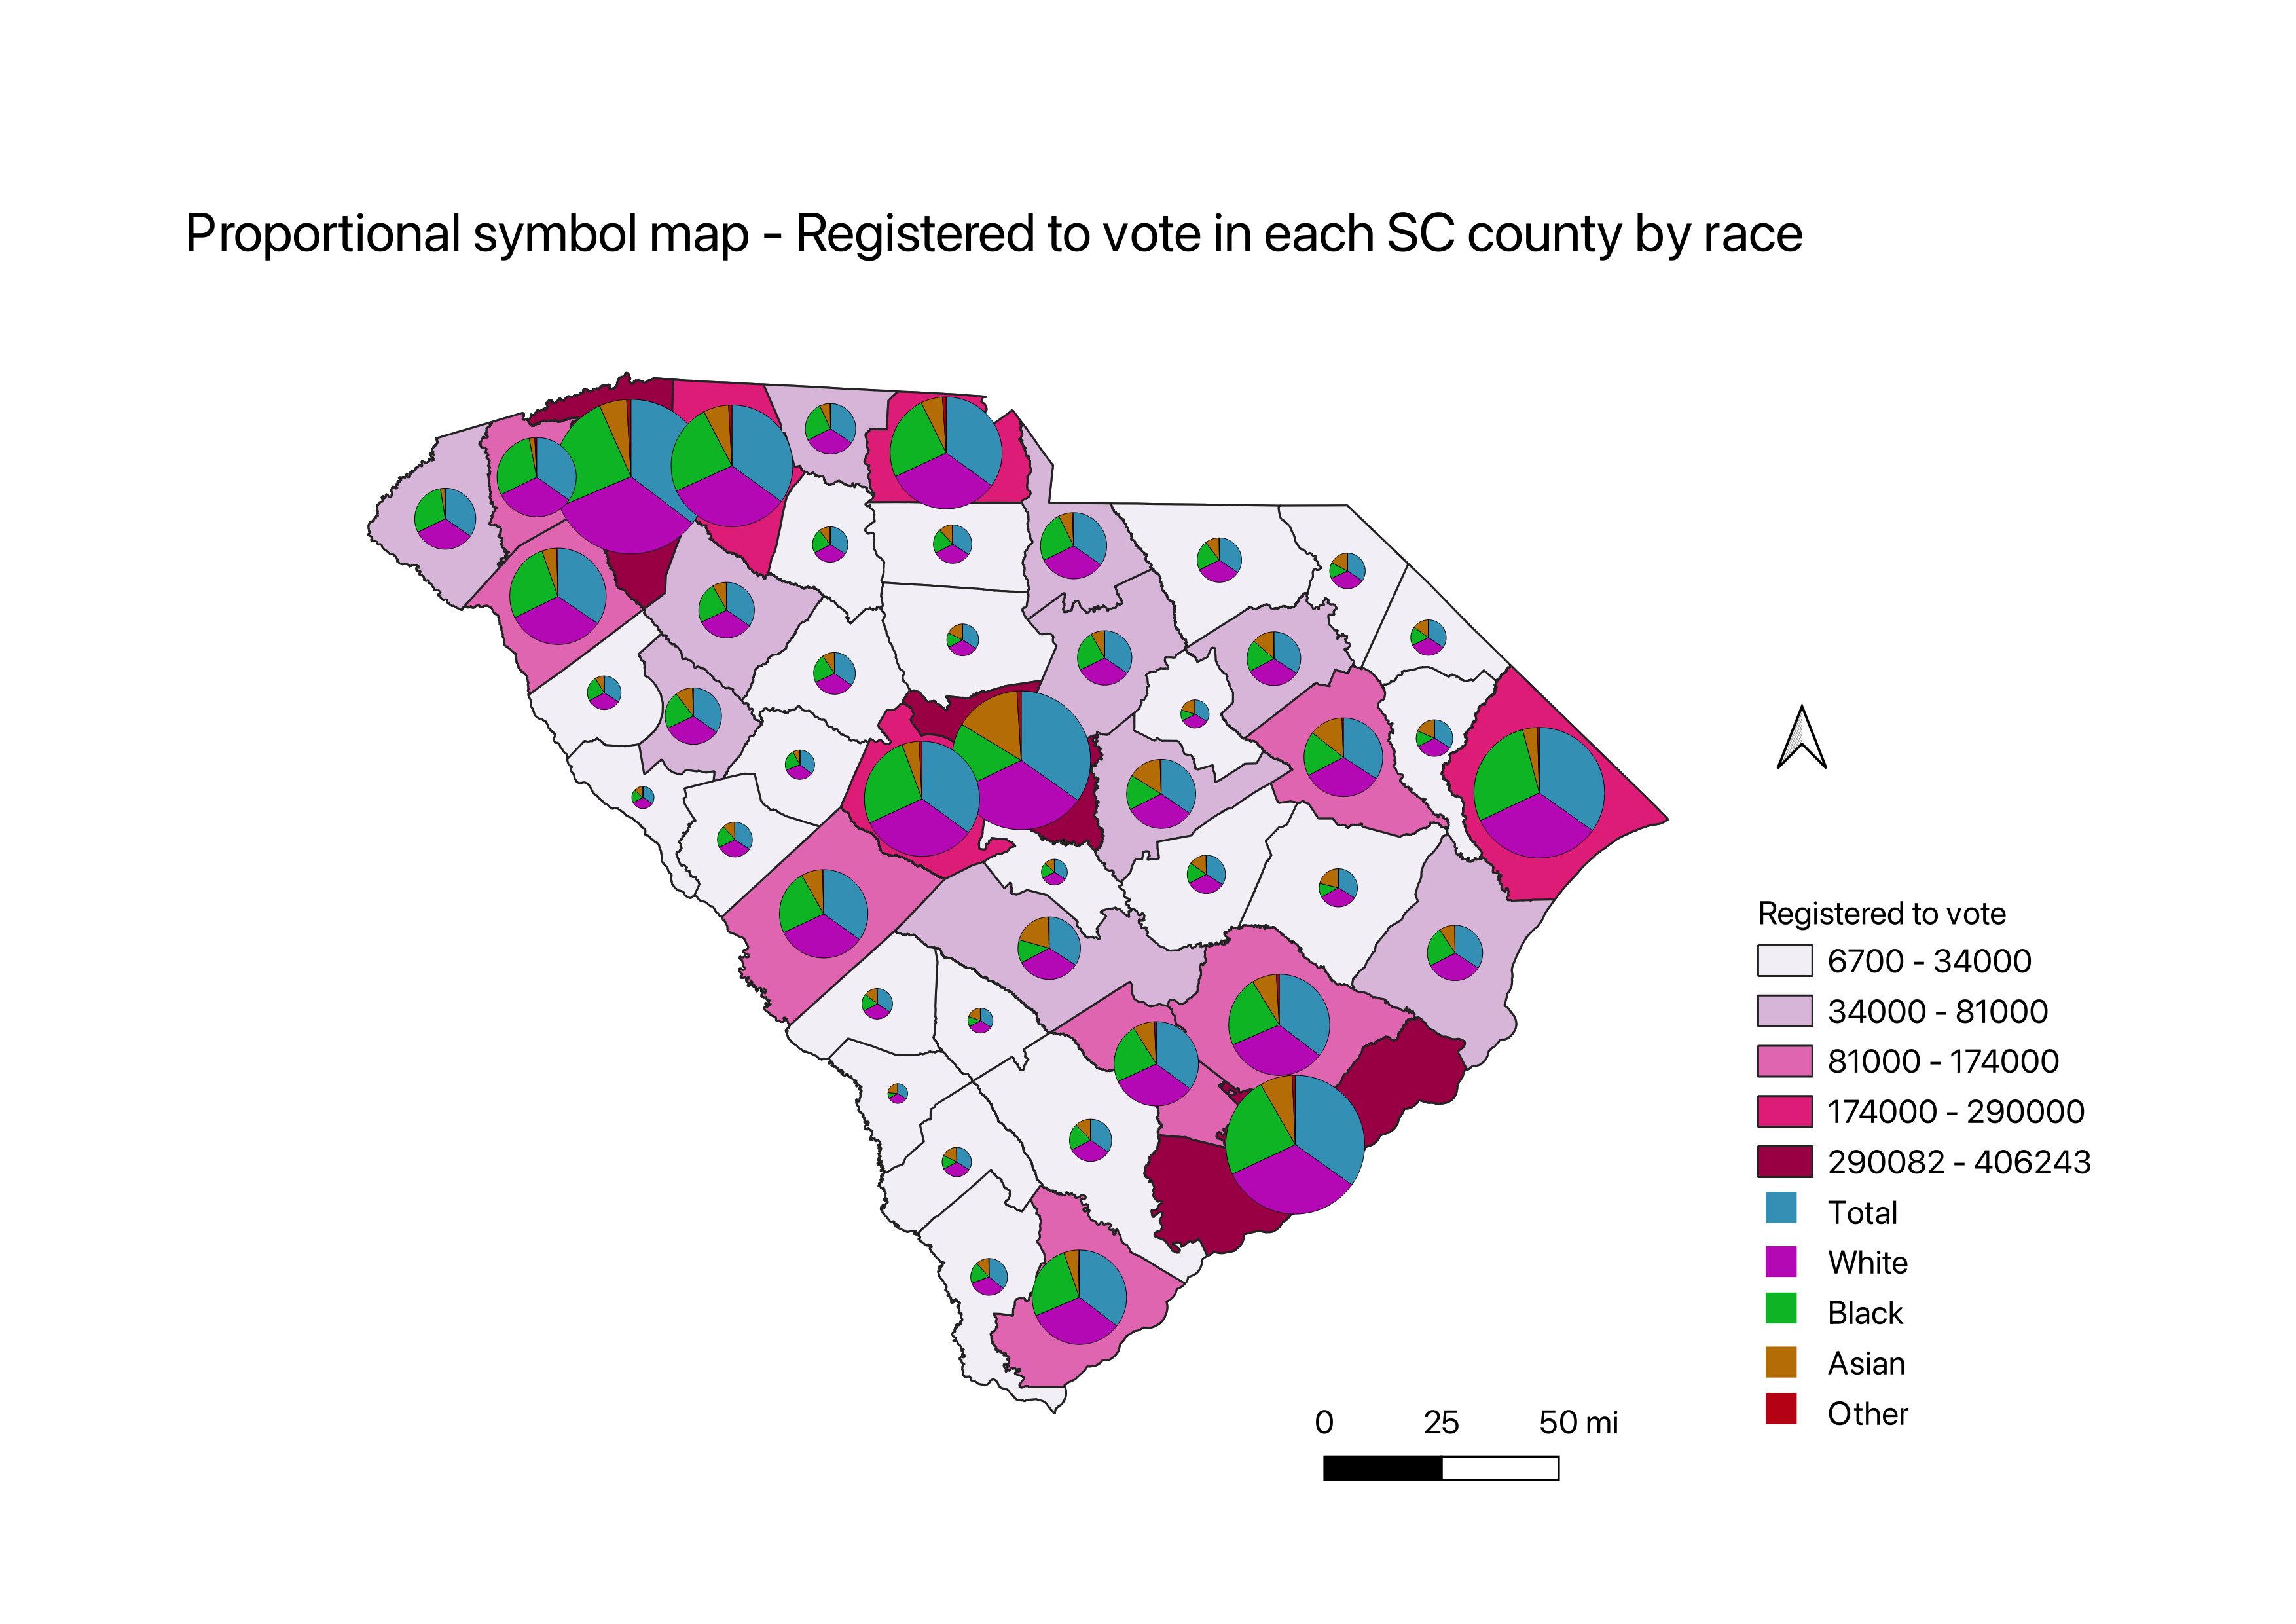 Proportional symbol map - Registered to vote in each SC county by race
Registered to vote
6700 - 34000
34000 - 81000
81000 - 174000
174000 - 290000
290082 - 406243
Total
White
Black
Asian
Other
0 25 50 mi